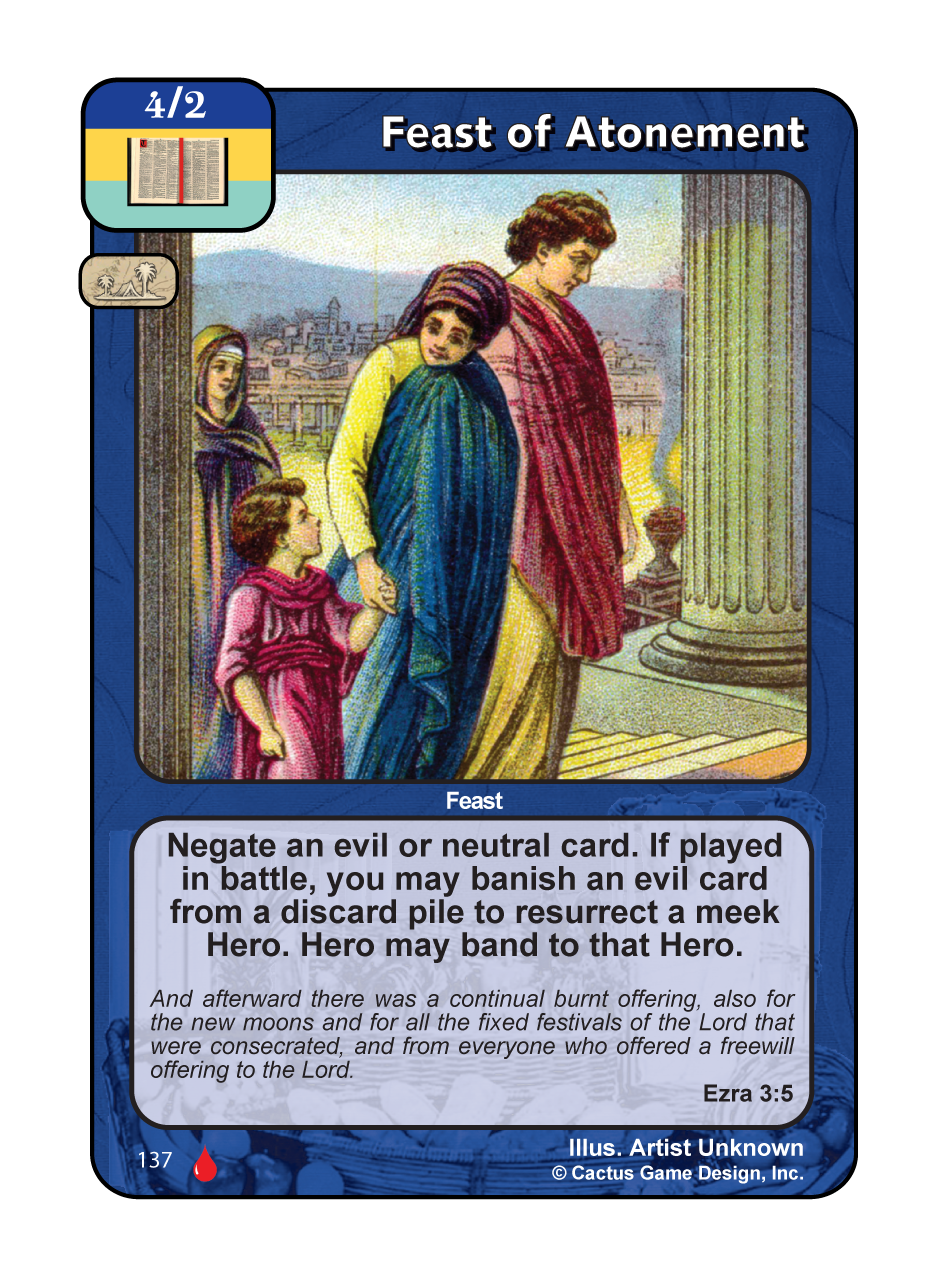 4/2
Feast of Atonement
Feast
Negate an evil or neutral card. If played
in battle, you may banish an evil card
from a discard pile to resurrect a meek
Hero. Hero may band to that Hero.
And afterward there was a continual burnt offering, also for
the new moons and for all the fixed festivals of the Lord that
were consecrated, and from everyone who offered a freewill
offering to the Lord.
Ezra 3:5
137
Illus. Artist Unknown
© Cactus Game Design, Inc.